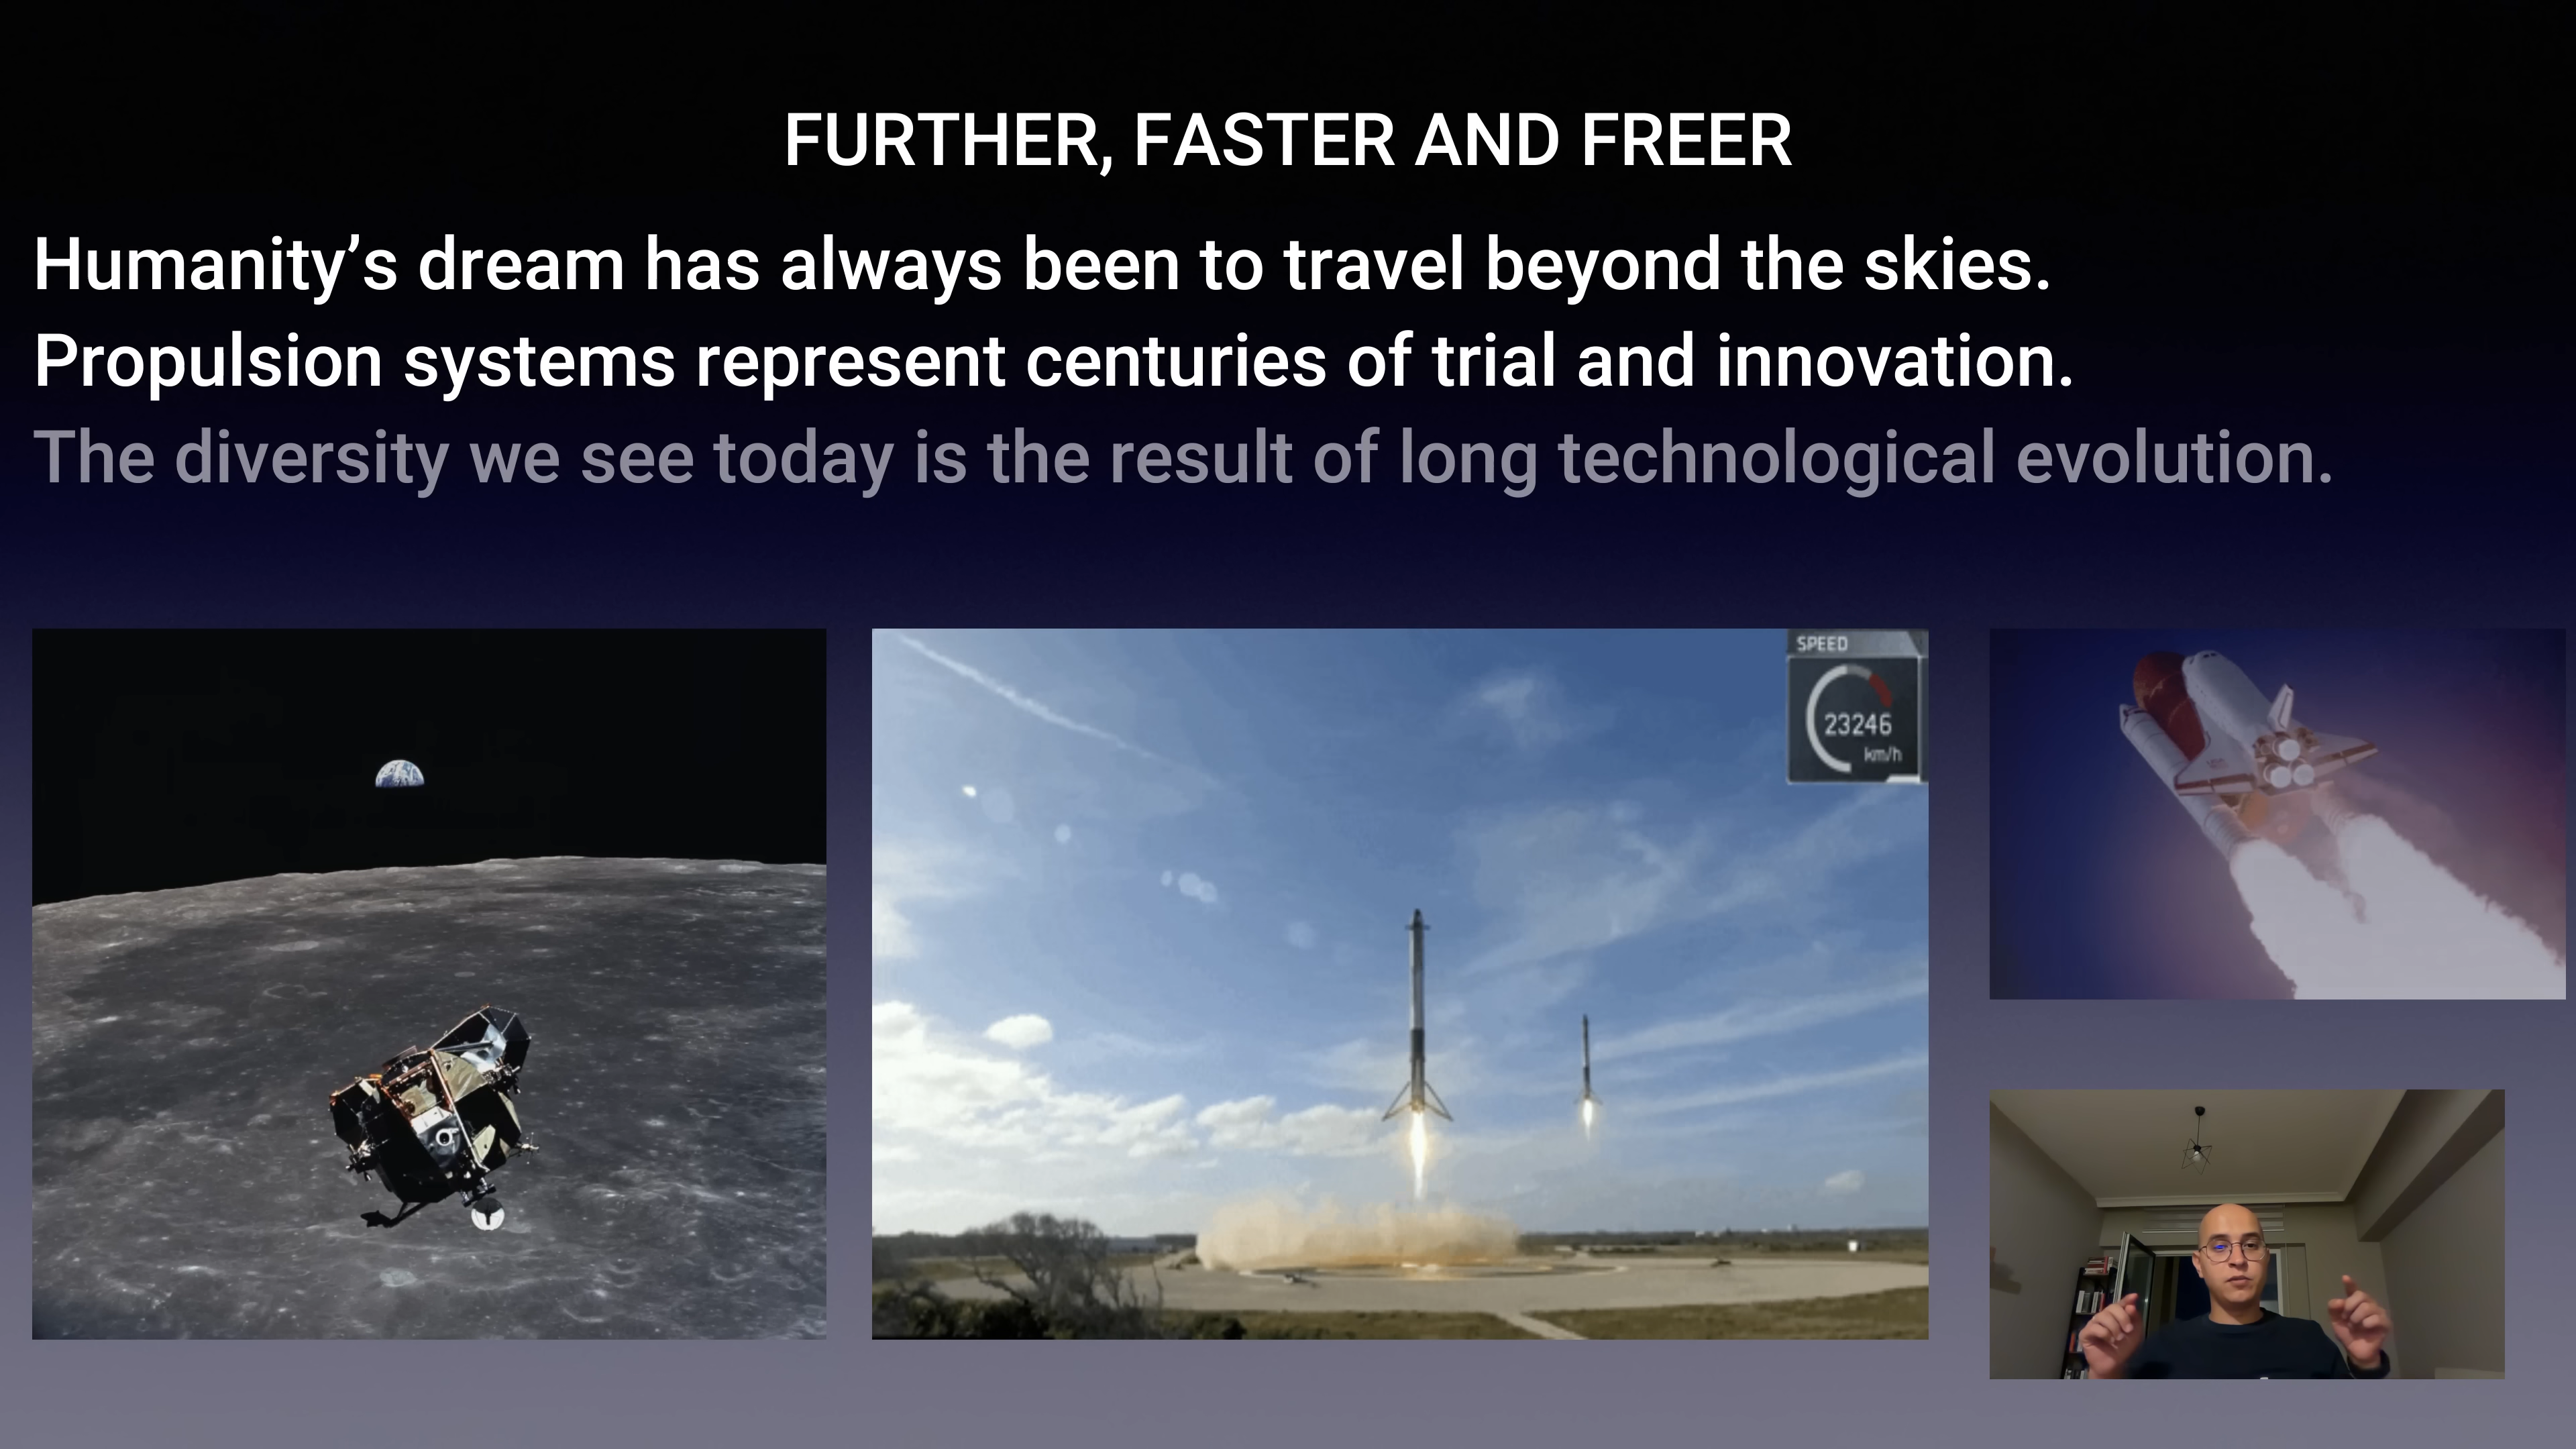 FURTHER, FASTER AND FREER
Humanity’s dream has always been to travel beyond the skies.
Propulsion systems represent centuries of trial and innovation.
The diversity we see today is the result of long technological evolution.
SPEED
23246
km/h